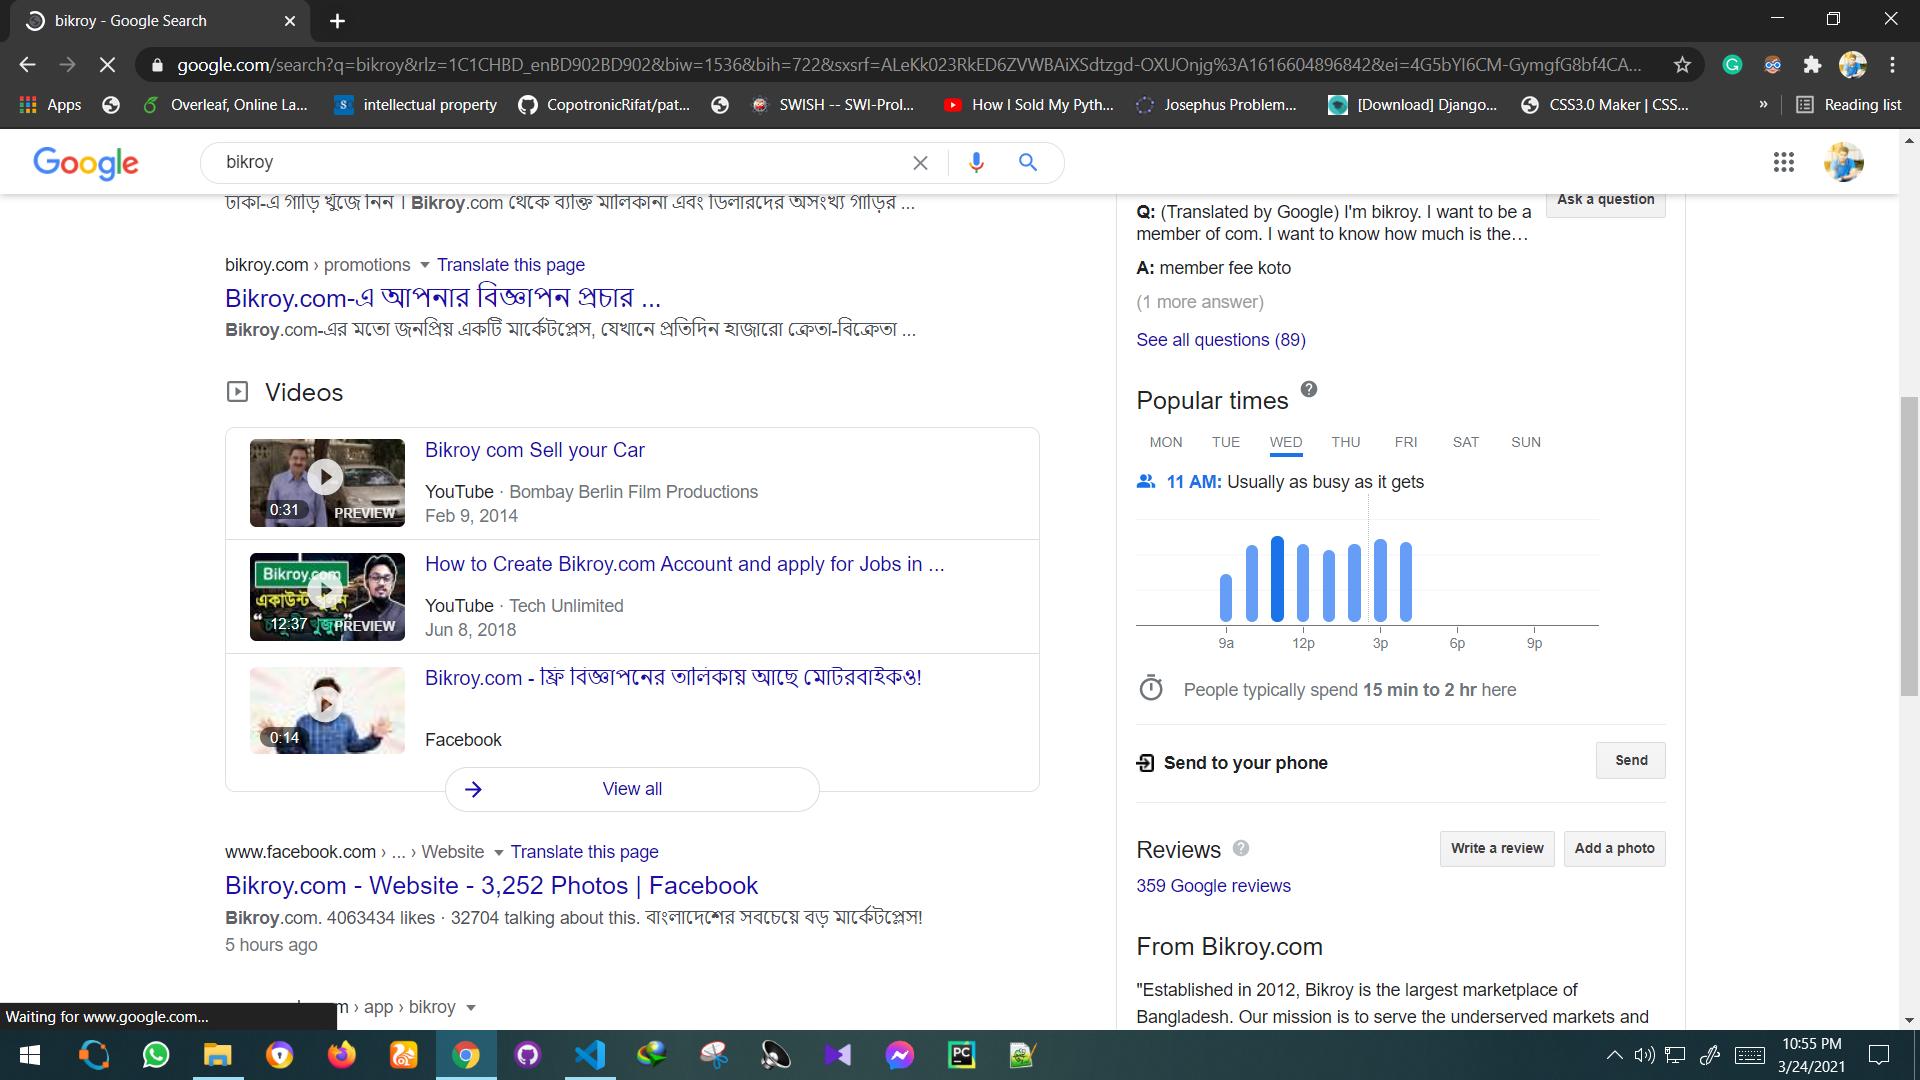 bikroy - Google Search
google.com/search?q=bikroy&rlz=1C1CHBD_enBD902BD902&biw=1536&bih=722&sxsrf=ALeKk023RkED6ZVWBAiXSdtzgd-OXUOnjg%3A1616604896842&ei=4G5bYI6CM-GymgfG8bf4CA...
Apps
Overleaf, Online La...
intellectual property
CopotronicRifat/pat...
SWISH -- SWI-Prol...
How I Sold My Pyth...
Josephus Problem...
[Download] Django...
CSS3.0 Maker | CSS...
»
Reading list
Google
bikroy
ঢাকা-এ গাড়ি খুঁজে নিন । Bikroy.com থেকে ব্যক্তি মালিকানা এবং ডিলারদের অসংখ্য গাড়ির ...
bikroy.com › promotions Translate this page
Bikroy.com-এ আপনার বিজ্ঞাপন প্রচার ...
Bikroy.com-এর মতো জনপ্রিয় একটি মার্কেটপ্লেস, যেখানে প্রতিদিন হাজারো ক্রেতা-বিক্রেতা ...
Videos
0:31
PREVIEW
Bikroy com Sell your Car
YouTube · Bombay Berlin Film Productions
Feb 9, 2014
Bikroy.com
একাউন্ট খুলুন
12:37
PREVIEW
How to Create Bikroy.com Account and apply for Jobs in ...
YouTube · Tech Unlimited
Jun 8, 2018
0:14
Bikroy.com - ফ্রি বিজ্ঞাপনের তালিকায় আছে মোটরবাইকও!
Facebook
View all
www.facebook.com › ... › Website Translate this page
Bikroy.com - Website - 3,252 Photos | Facebook
Bikroy.com. 4063434 likes · 32704 talking about this. বাংলাদেশের সবচেয়ে বড় মার্কেটপ্লেস!
5 hours ago
› app › bikroy
Waiting for www.google.com...
Ask a question
Q: (Translated by Google) I'm bikroy. I want to be a
member of com. I want to know how much is the…
A: member fee koto
(1 more answer)
See all questions (89)
Popular times
MON TUE WED THU FRI SAT SUN
11 AM: Usually as busy as it gets
9a 12p 3p 6p 9p
People typically spend 15 min to 2 hr here
Send to your phone
Send
Reviews
Write a review
Add a photo
359 Google reviews
From Bikroy.com
"Established in 2012, Bikroy is the largest marketplace of
Bangladesh. Our mission is to serve the underserved markets and
PC
10:55 PM
3/24/2021